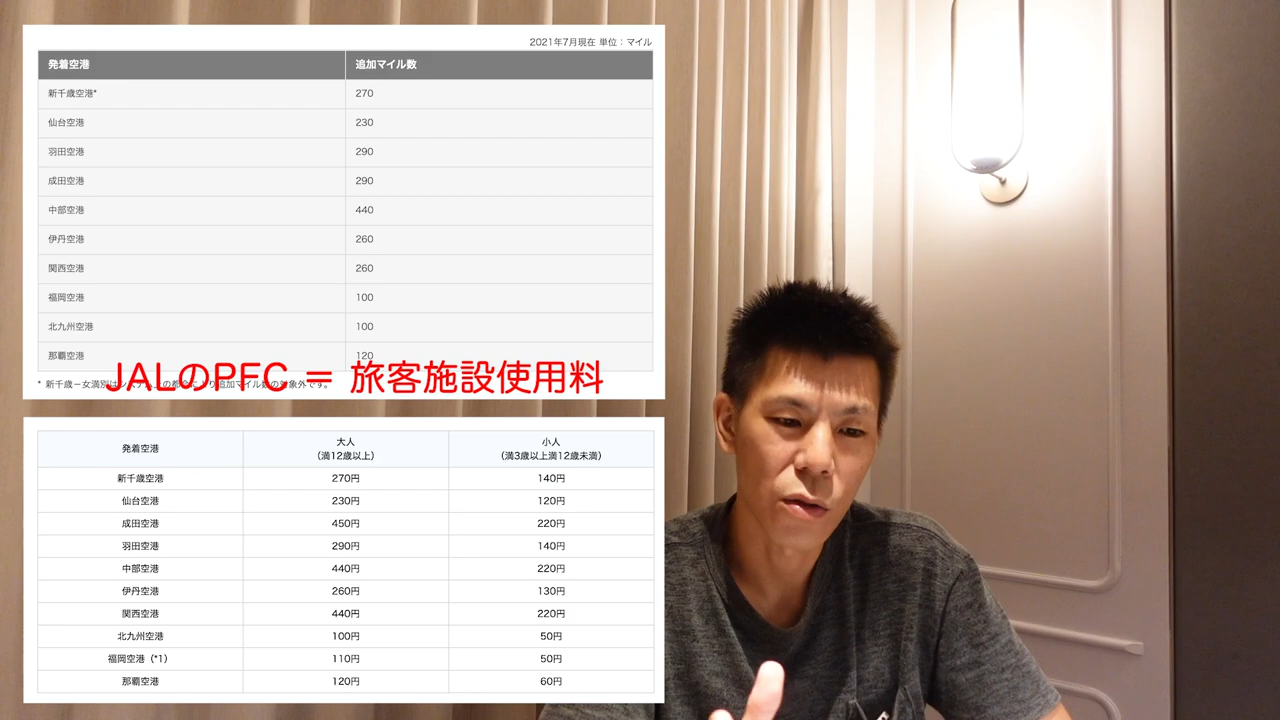 2021年7月現在 単位：マイル
発着空港 追加マイル数
新千歳空港* 270
仙台空港 230
羽田空港 290
成田空港 290
中部空港 440
伊丹空港 260
関西空港 260
福岡空港 100
北九州空港 100
那覇空港 120
JALのPFC ＝ 旅客施設使用料
* 新千歳－女満別は の都合により追加マイル数の対象外です。
発着空港 大人 小人
（満12歳以上） （満3歳以上満12歳未満）
新千歳空港 270円 140円
仙台空港 230円 120円
成田空港 450円 220円
羽田空港 290円 140円
中部空港 440円 220円
伊丹空港 260円 130円
関西空港 440円 220円
北九州空港 100円 50円
福岡空港（*1） 110円 50円
那覇空港 120円 60円